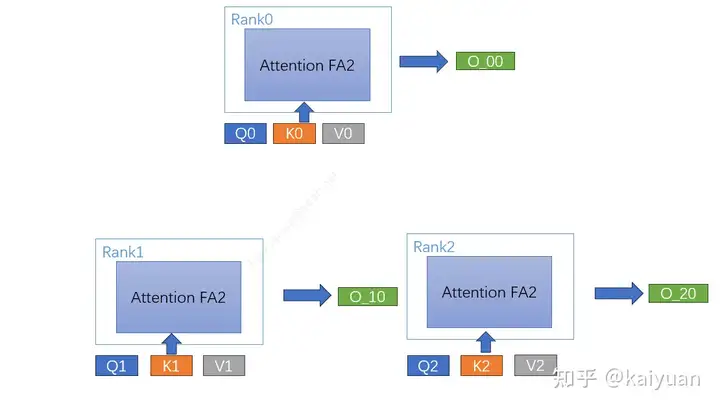 Rank0
Attention FA2
O_00
Q0 K0 V0
Rank1
Attention FA2
O_10
Q1 K1 V1
Rank2
Attention FA2
O_20
Q2 K2 V2
知乎 @kaiyuan